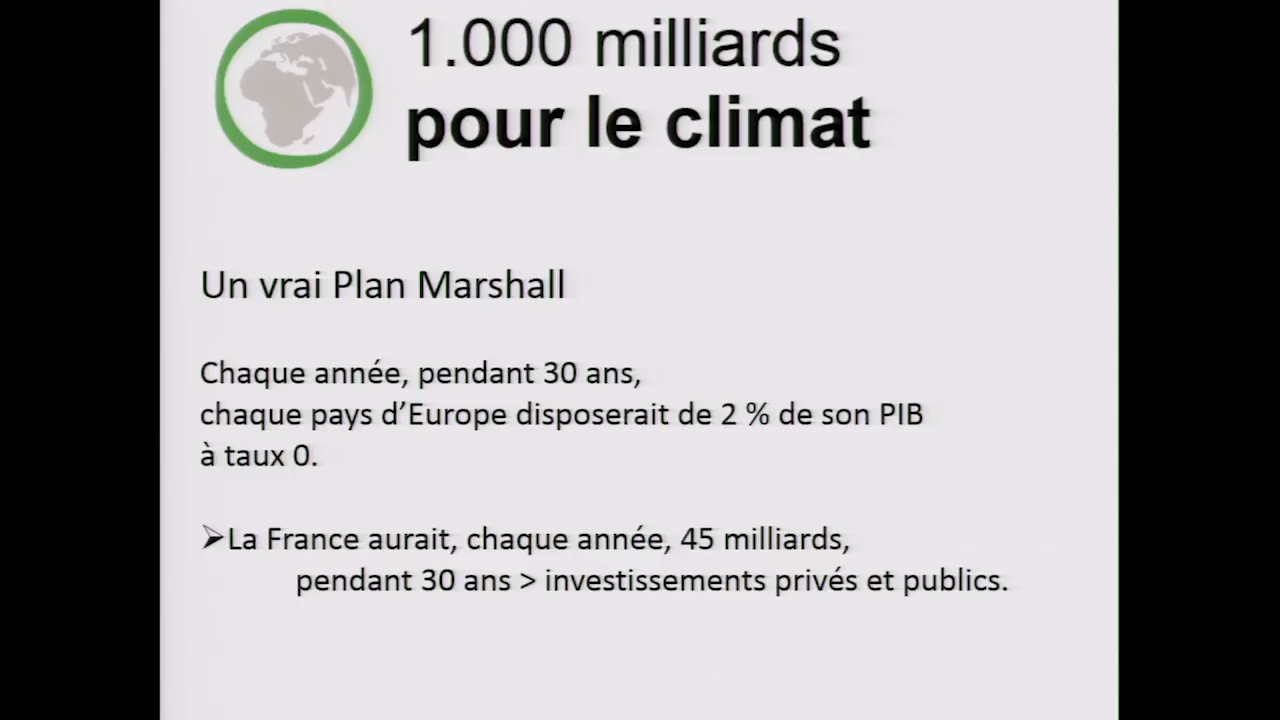 1.000 milliards
pour le climat
Un vrai Plan Marshall
Chaque année, pendant 30 ans,
chaque pays d’Europe disposerait de 2 % de son PIB
à taux 0.
➢La France aurait, chaque année, 45 milliards,
pendant 30 ans > investissements privés et publics.